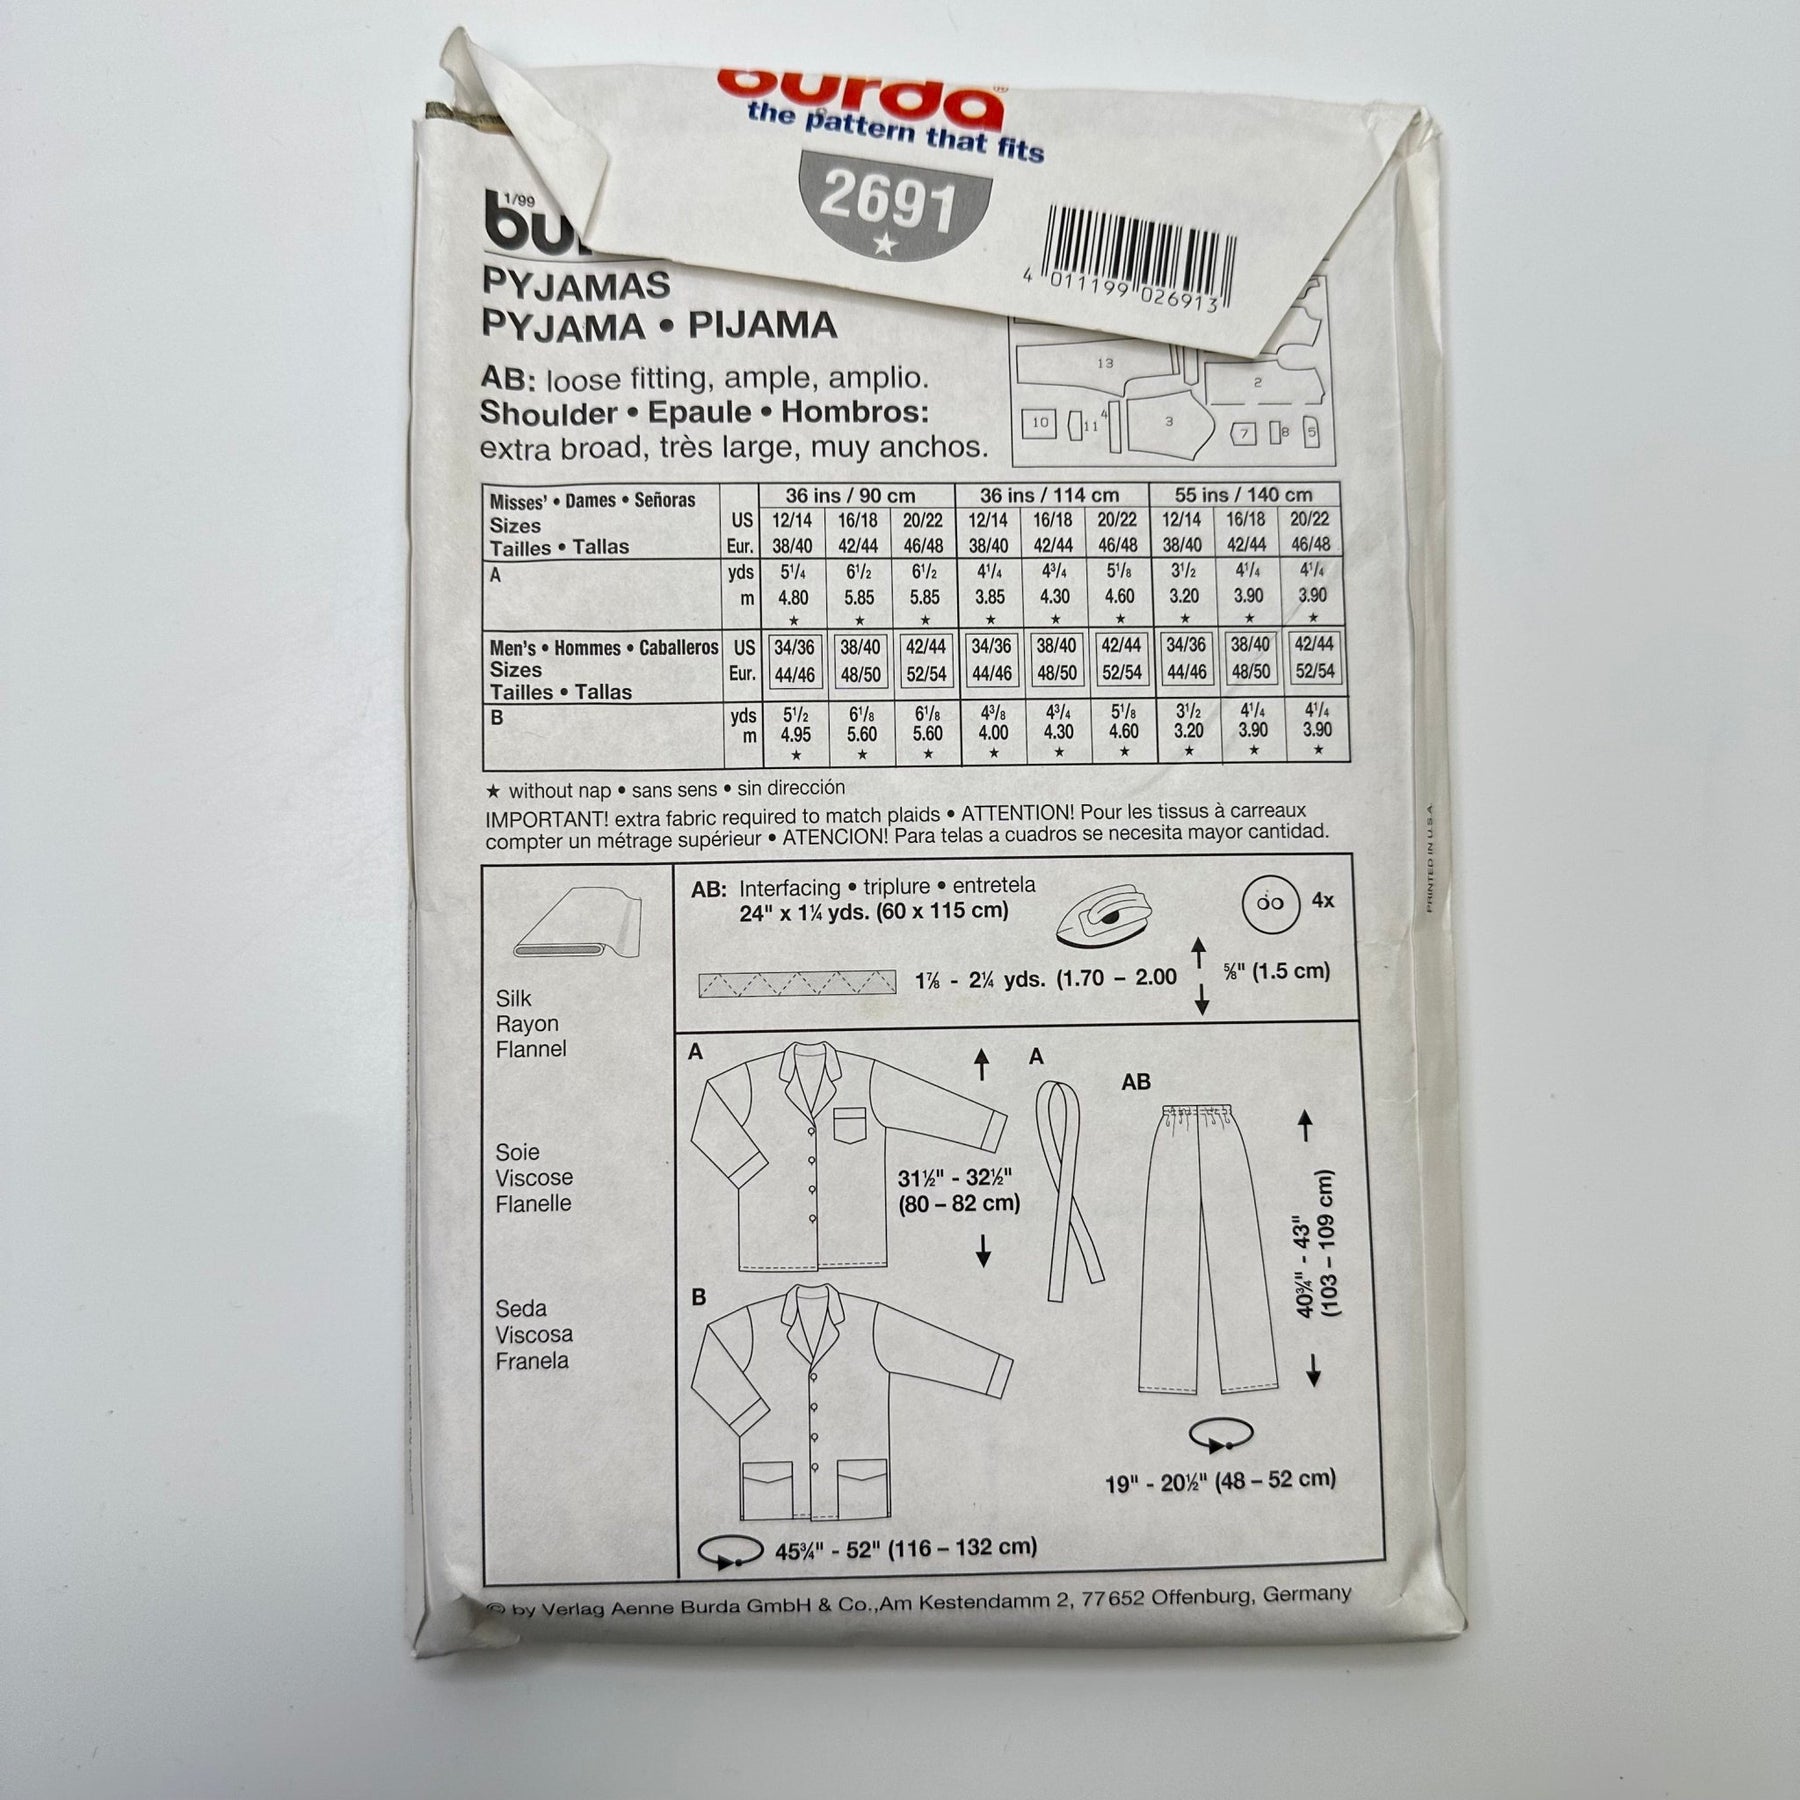 burda®
the pattern that fits
2691
★
4 011199 026913
1/99
PYJAMAS
PYJAMA • PIJAMA
AB: loose fitting, ample, amplio.
Shoulder • Epaule • Hombros:
extra broad, très large, muy anchos.
13
2
10 11 4 3 7 8 5
Misses' • Dames • Señoras 36 ins / 90 cm 36 ins / 114 cm 55 ins / 140 cm
Sizes US 12/14 16/18 20/22 12/14 16/18 20/22 12/14 16/18 20/22
Tailles • Tallas Eur. 38/40 42/44 46/48 38/40 42/44 46/48 38/40 42/44 46/48
A yds 5¼ 6½ 6½ 4¼ 4¾ 5⅛ 3½ 4¼ 4¼
m 4.80 5.85 5.85 3.85 4.30 4.60 3.20 3.90 3.90
★ ★ ★ ★ ★ ★ ★ ★ ★
Men's • Hommes • Caballeros US 34/36 38/40 42/44 34/36 38/40 42/44 34/36 38/40 42/44
Sizes Eur. 44/46 48/50 52/54 44/46 48/50 52/54 44/46 48/50 52/54
Tailles • Tallas
B yds 5½ 6⅛ 6⅛ 4⅜ 4¾ 5⅛ 3½ 4¼ 4¼
m 4.95 5.60 5.60 4.00 4.30 4.60 3.20 3.90 3.90
★ ★ ★ ★ ★ ★ ★ ★ ★
★ without nap • sans sens • sin dirección
IMPORTANT! extra fabric required to match plaids • ATTENTION! Pour les tissus à carreaux
compter un métrage supérieur • ATENCION! Para telas a cuadros se necesita mayor cantidad.
PRINTED IN U.S.A.
AB: Interfacing • triplure • entretela
24" x 1¼ yds. (60 x 115 cm)
4x
1⅞ - 2¼ yds. (1.70 – 2.00
⅝" (1.5 cm)
Silk
Rayon
Flannel
Soie
Viscose
Flanelle
Seda
Viscosa
Franela
A
31½" - 32½"
(80 – 82 cm)
A
AB
40¾" - 43"
(103 – 109 cm)
B
19" - 20½" (48 – 52 cm)
45¾" - 52" (116 – 132 cm)
© by Verlag Aenne Burda GmbH & Co.,Am Kestendamm 2, 77652 Offenburg, Germany